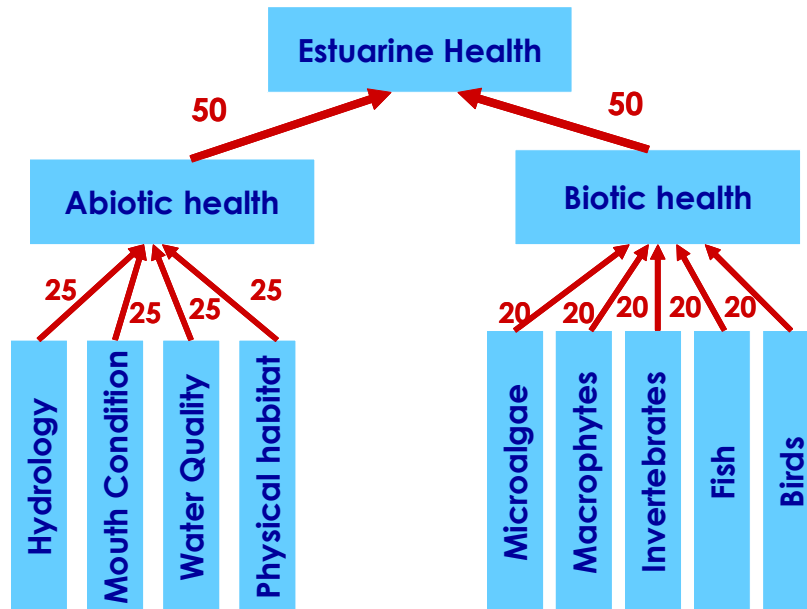 Estuarine Health
50
50
Abiotic health
Biotic health
25
25
25
25
20
20
20
20
20
Hydrology
Mouth Condition
Water Quality
Physical habitat
Microalgae
Macrophytes
Invertebrates
Fish
Birds